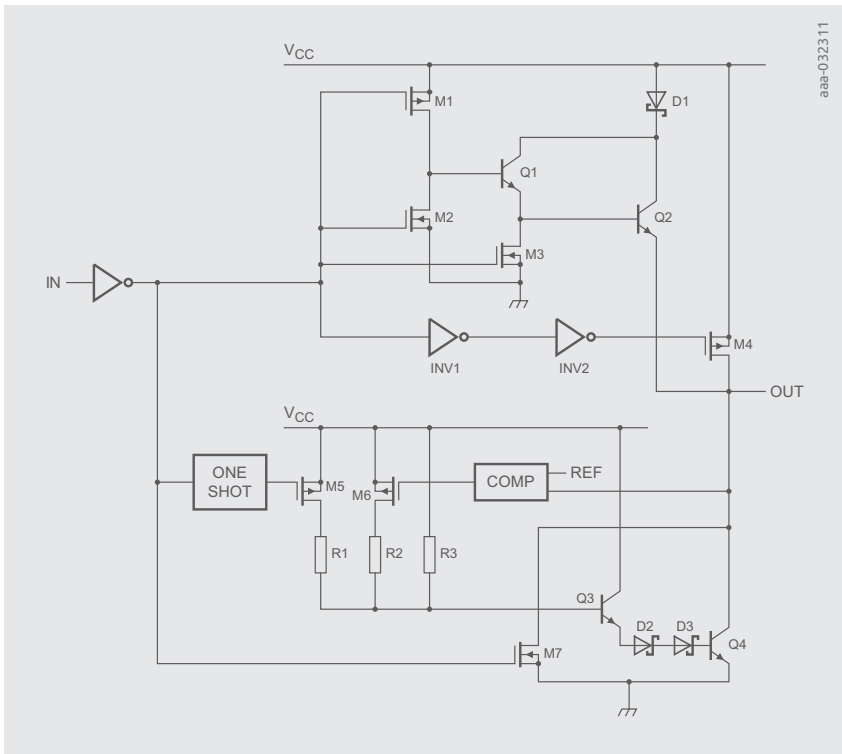 aaa-032311
VCC
M1
D1
Q1
M2
Q2
M3
IN
M4
INV1
INV2
OUT
VCC
ONE
SHOT
M5
M6
COMP
REF
R1
R2
R3
Q3
D2
D3
Q4
M7